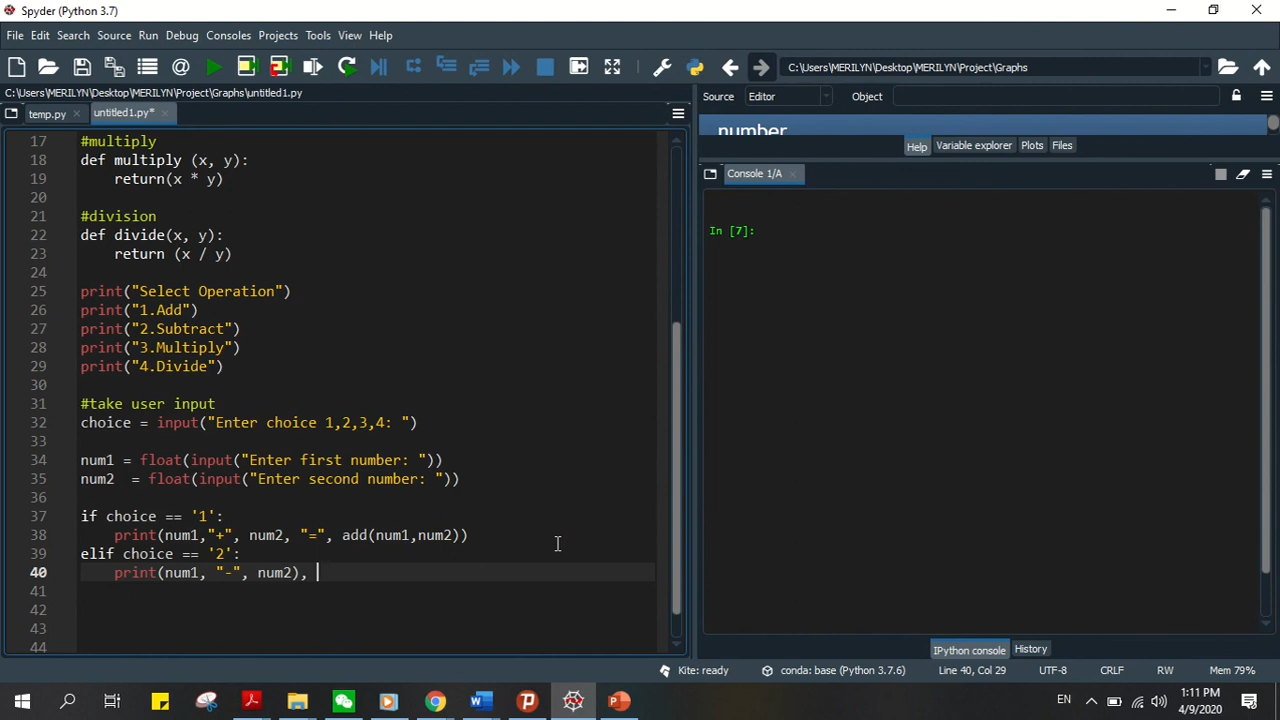 Spyder (Python 3.7)
File Edit Search Source Run Debug Consoles Projects Tools View Help
C:\Users\MERILYN\Desktop\MERILYN\Project\Graphs
C:\Users\MERILYN\Desktop\MERILYN\Project\Graphs\untitled1.py
temp.py untitled1.py*
17 #multiply
18 def multiply (x, y):
19     return(x * y)
20
21 #division
22 def divide(x, y):
23     return (x / y)
24
25 print("Select Operation")
26 print("1.Add")
27 print("2.Subtract")
28 print("3.Multiply")
29 print("4.Divide")
30
31 #take user input
32 choice = input("Enter choice 1,2,3,4: ")
33
34 num1 = float(input("Enter first number: "))
35 num2  = float(input("Enter second number: "))
36
37 if choice == '1':
38     print(num1,"+", num2, "=", add(num1,num2))
39 elif choice == '2':
40     print(num1, "-", num2),
41
42
43
44
Source Editor Object
number
Help Variable explorer Plots Files
Console 1/A
In [7]:
IPython console History
Kite: ready conda: base (Python 3.7.6) Line 40, Col 29 UTF-8 CRLF RW Mem 79%
EN 1:11 PM
4/9/2020